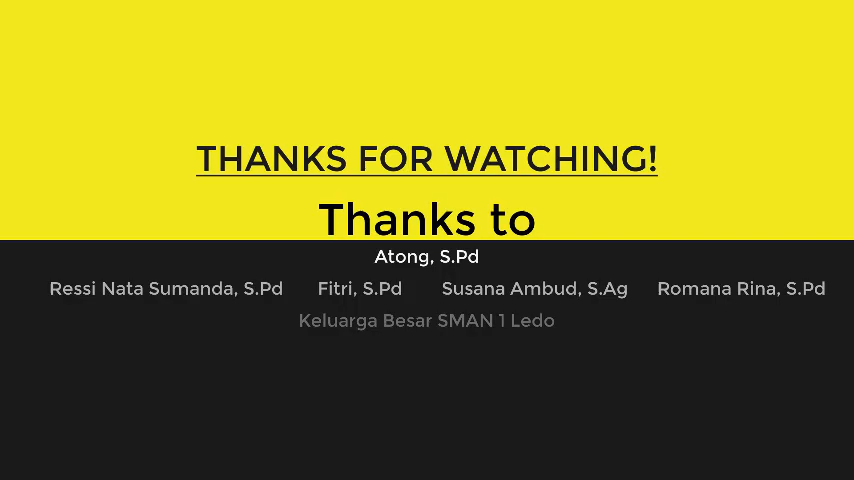 THANKS FOR WATCHING!
Thanks to
Atong, S.Pd
Ressi Nata Sumanda, S.Pd Fitri, S.Pd Susana Ambud, S.Ag Romana Rina, S.Pd
Keluarga Besar SMAN 1 Ledo